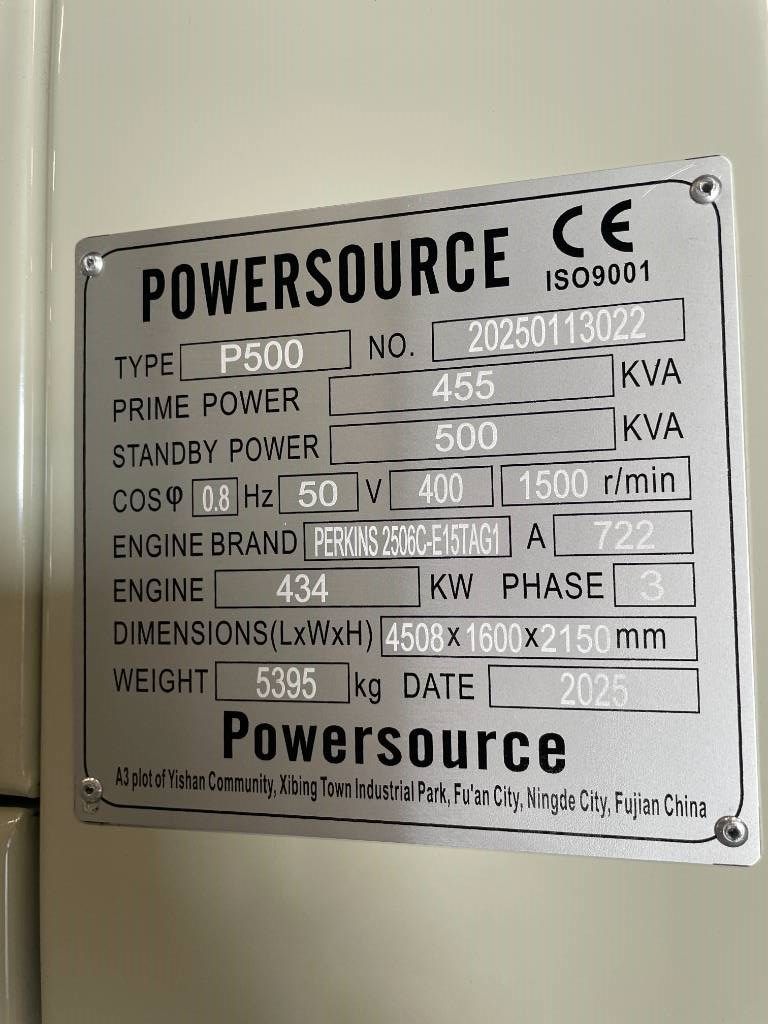 POWERSOURCE CE
ISO9001
TYPE P500 NO. 20250113022
PRIME POWER 455 KVA
STANDBY POWER 500 KVA
COSφ 0.8 Hz 50 V 400 1500 r/min
ENGINE BRAND PERKINS 2506C-E15TAG1 A 722
ENGINE 434 KW PHASE 3
DIMENSIONS(LxWxH) 4508x1600x2150mm
WEIGHT 5395 kg DATE 2025
Powersource
A3 plot of Yishan Community, Xibing Town Industrial Park, Fu'an City, Ningde City, Fujian China